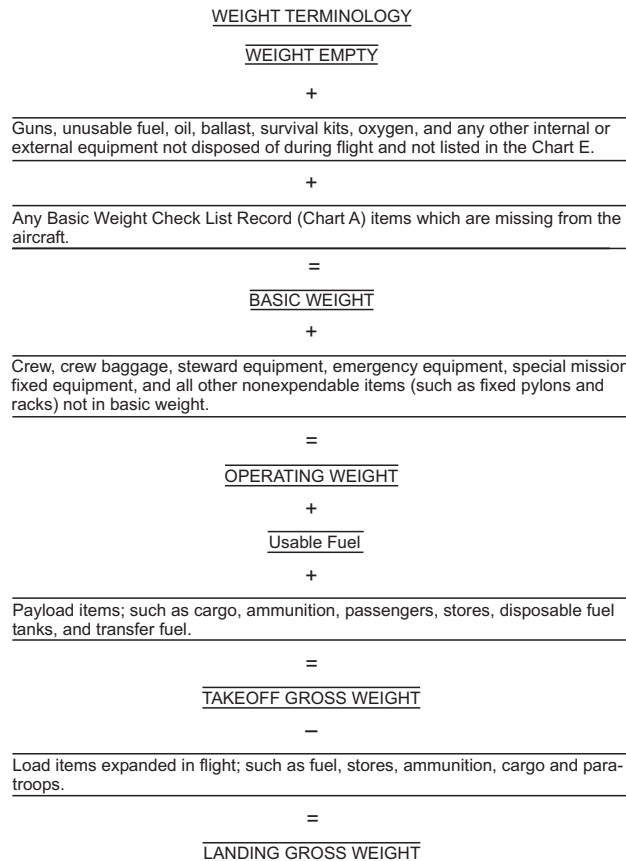 WEIGHT TERMINOLOGY
WEIGHT EMPTY
+
Guns, unusable fuel, oil, ballast, survival kits, oxygen, and any other internal or
external equipment not disposed of during flight and not listed in the Chart E.
+
Any Basic Weight Check List Record (Chart A) items which are missing from the
aircraft.
=
BASIC WEIGHT
+
Crew, crew baggage, steward equipment, emergency equipment, special mission
fixed equipment, and all other nonexpendable items (such as fixed pylons and
racks) not in basic weight.
=
OPERATING WEIGHT
+
Usable Fuel
+
Payload items; such as cargo, ammunition, passengers, stores, disposable fuel
tanks, and transfer fuel.
=
TAKEOFF GROSS WEIGHT
–
Load items expanded in flight; such as fuel, stores, ammunition, cargo and para-
troops.
=
LANDING GROSS WEIGHT